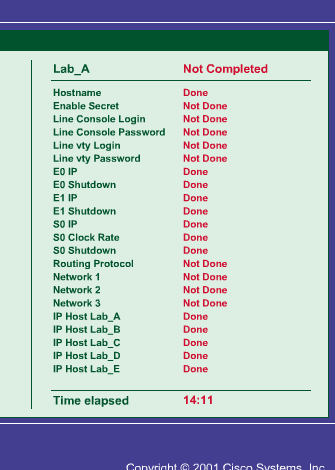 Lab_A Not Completed
Hostname Done
Enable Secret Not Done
Line Console Login Not Done
Line Console Password Not Done
Line vty Login Not Done
Line vty Password Not Done
E0 IP Done
E0 Shutdown Done
E1 IP Done
E1 Shutdown Done
S0 IP Done
S0 Clock Rate Done
S0 Shutdown Done
Routing Protocol Not Done
Network 1 Not Done
Network 2 Not Done
Network 3 Not Done
IP Host Lab_A Done
IP Host Lab_B Done
IP Host Lab_C Done
IP Host Lab_D Done
IP Host Lab_E Done
Time elapsed 14:11
Copyright © 2001 Cisco Systems, Inc